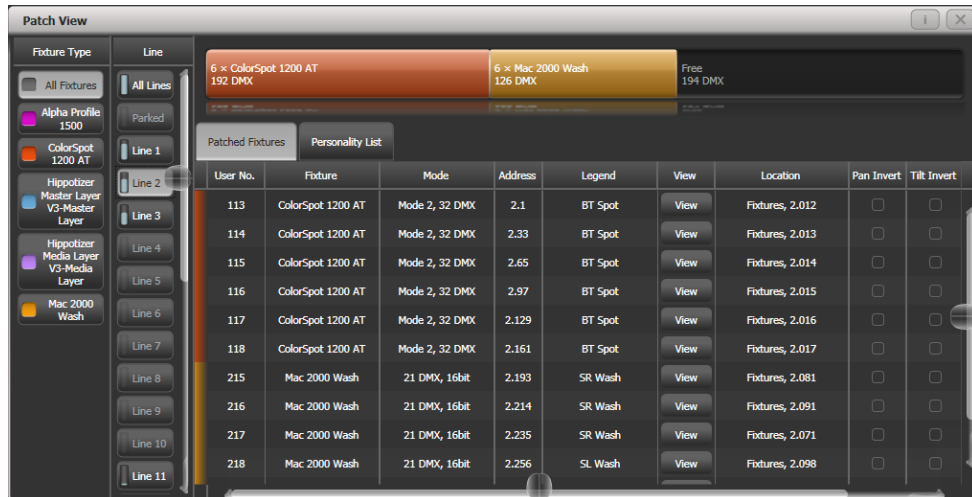 Patch View
i X
Fixture Type
Line
All Fixtures
Alpha Profile
1500
ColorSpot
1200 AT
Hippotizer
Master Layer
V3-Master
Layer
Hippotizer
Media Layer
V3-Media
Layer
Mac 2000
Wash
All Lines
Parked
Line 1
Line 2
Line 3
Line 4
Line 5
Line 6
Line 7
Line 8
Line 9
Line 10
Line 11
6 × ColorSpot 1200 AT
192 DMX
6 × Mac 2000 Wash
126 DMX
Free
194 DMX
Patched Fixtures Personality List
User No. Fixture Mode Address Legend View Location Pan Invert Tilt Invert
113 ColorSpot 1200 AT Mode 2, 32 DMX 2.1 BT Spot View Fixtures, 2.012
114 ColorSpot 1200 AT Mode 2, 32 DMX 2.33 BT Spot View Fixtures, 2.013
115 ColorSpot 1200 AT Mode 2, 32 DMX 2.65 BT Spot View Fixtures, 2.014
116 ColorSpot 1200 AT Mode 2, 32 DMX 2.97 BT Spot View Fixtures, 2.015
117 ColorSpot 1200 AT Mode 2, 32 DMX 2.129 BT Spot View Fixtures, 2.016
118 ColorSpot 1200 AT Mode 2, 32 DMX 2.161 BT Spot View Fixtures, 2.017
215 Mac 2000 Wash 21 DMX, 16bit 2.193 SR Wash View Fixtures, 2.081
216 Mac 2000 Wash 21 DMX, 16bit 2.214 SR Wash View Fixtures, 2.091
217 Mac 2000 Wash 21 DMX, 16bit 2.235 SR Wash View Fixtures, 2.071
218 Mac 2000 Wash 21 DMX, 16bit 2.256 SL Wash View Fixtures, 2.098